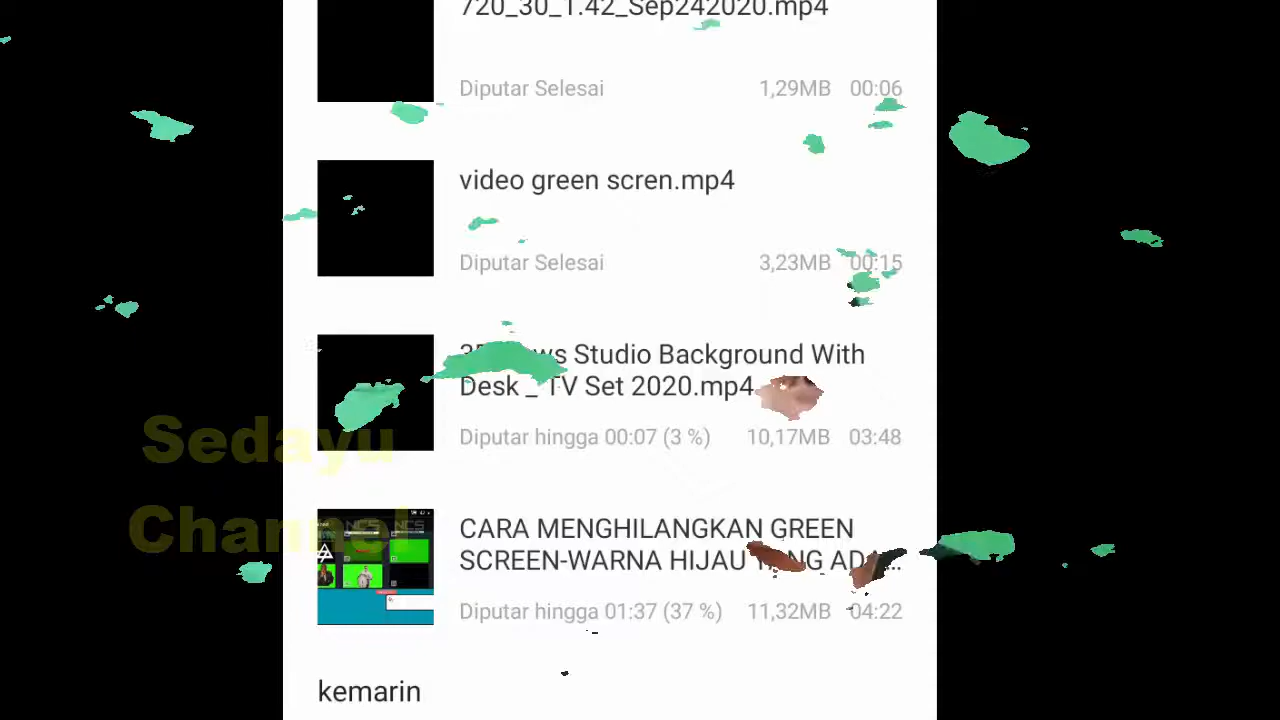 720_30_1.42_Sep242020.mp4
Diputar Selesai 1,29MB 00:06
video green scren.mp4
Diputar Selesai 3,23MB 00:15
Studio Background With
Desk _ TV Set 2020.mp4
Diputar hingga 00:07 (3 %) 10,17MB 03:48
Sedayu
Channel
CARA MENGHILANGKAN GREEN
SCREEN-WARNA HIJAU YANG
Diputar hingga 01:37 (37 %) 11,32MB 04:22
kemarin